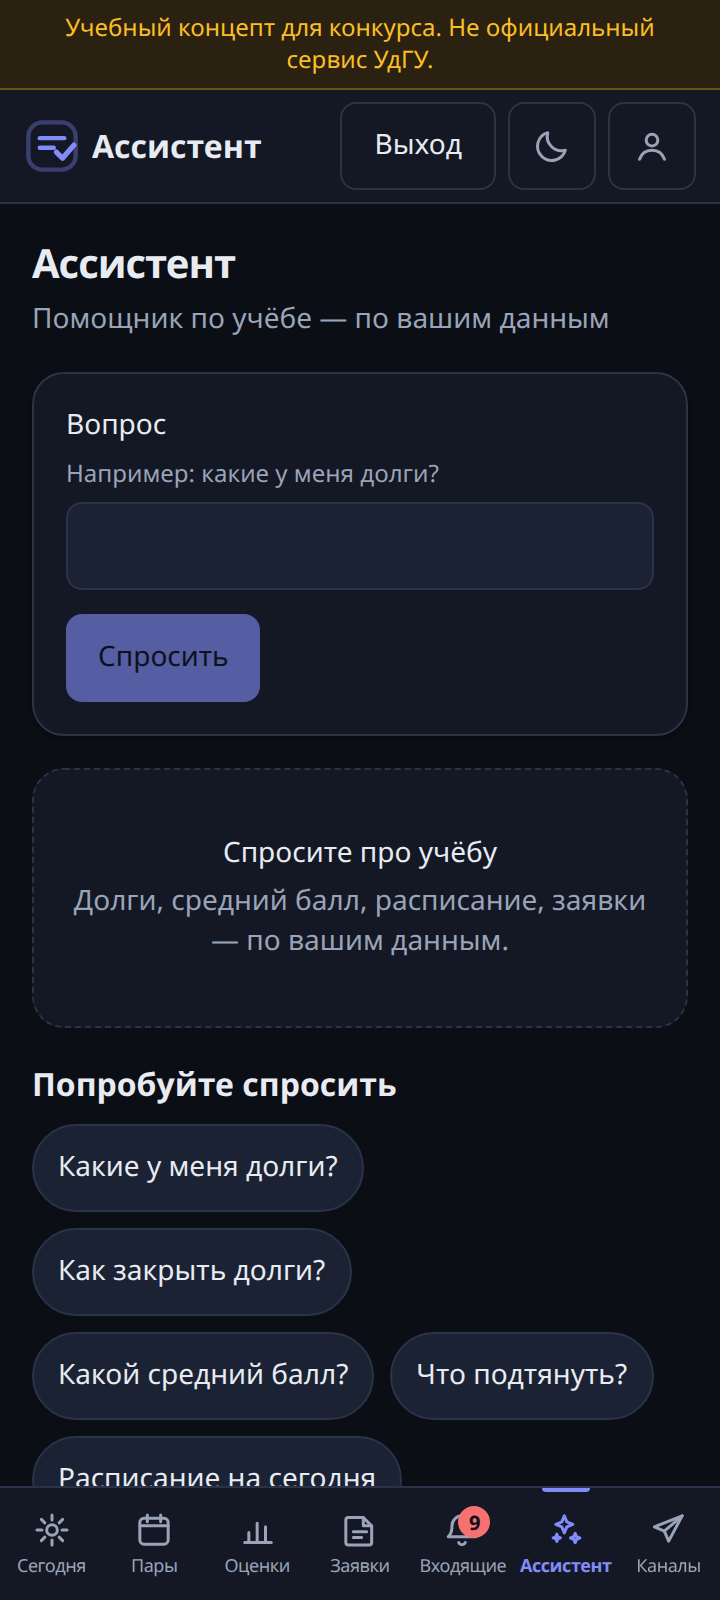 Учебный концепт для конкурса. Не официальный
сервис УдГУ.
Ассистент
Выход
Ассистент
Помощник по учёбе — по вашим данным
Вопрос
Например: какие у меня долги?
Спросить
Спросите про учёбу
Долги, средний балл, расписание, заявки
— по вашим данным.
Попробуйте спросить
Какие у меня долги?
Как закрыть долги?
Какой средний балл?
Что подтянуть?
Расписание на сегодня
9
Сегодня
Пары
Оценки
Заявки
Входящие
Ассистент
Каналы